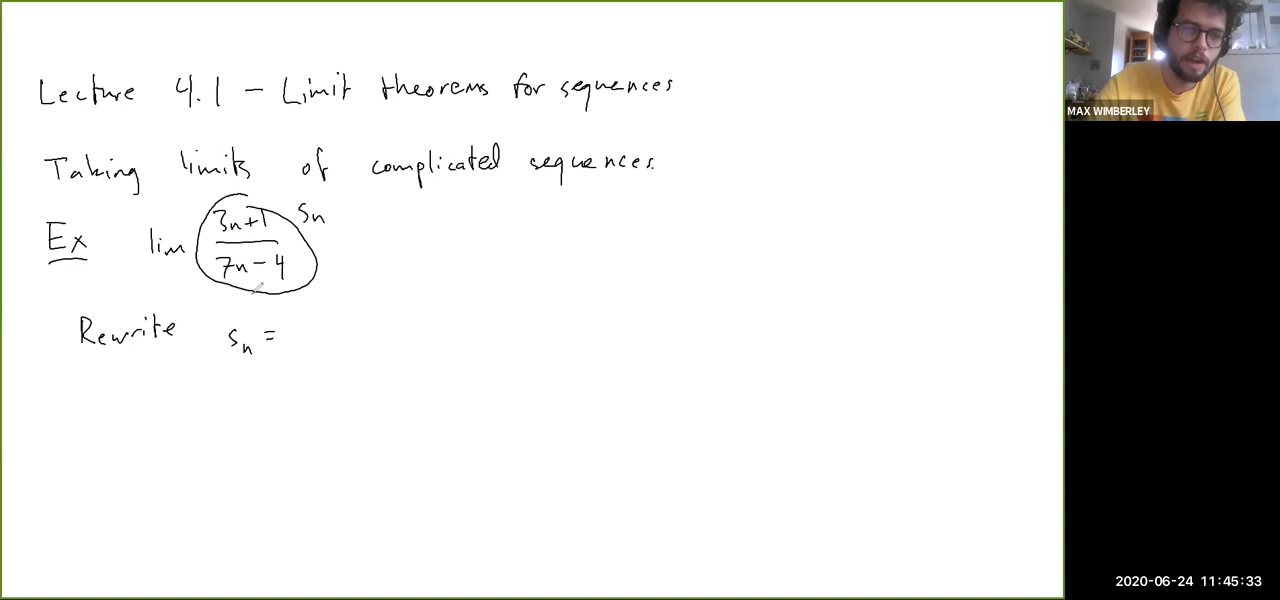 Lecture 4.1 – Limit theorems for sequences
Taking limits of complicated sequences.
Ex lim (3n+1)/(7n-4) Sn
Rewrite Sn =
MAX WIMBERLEY
2020-06-24 11:45:33